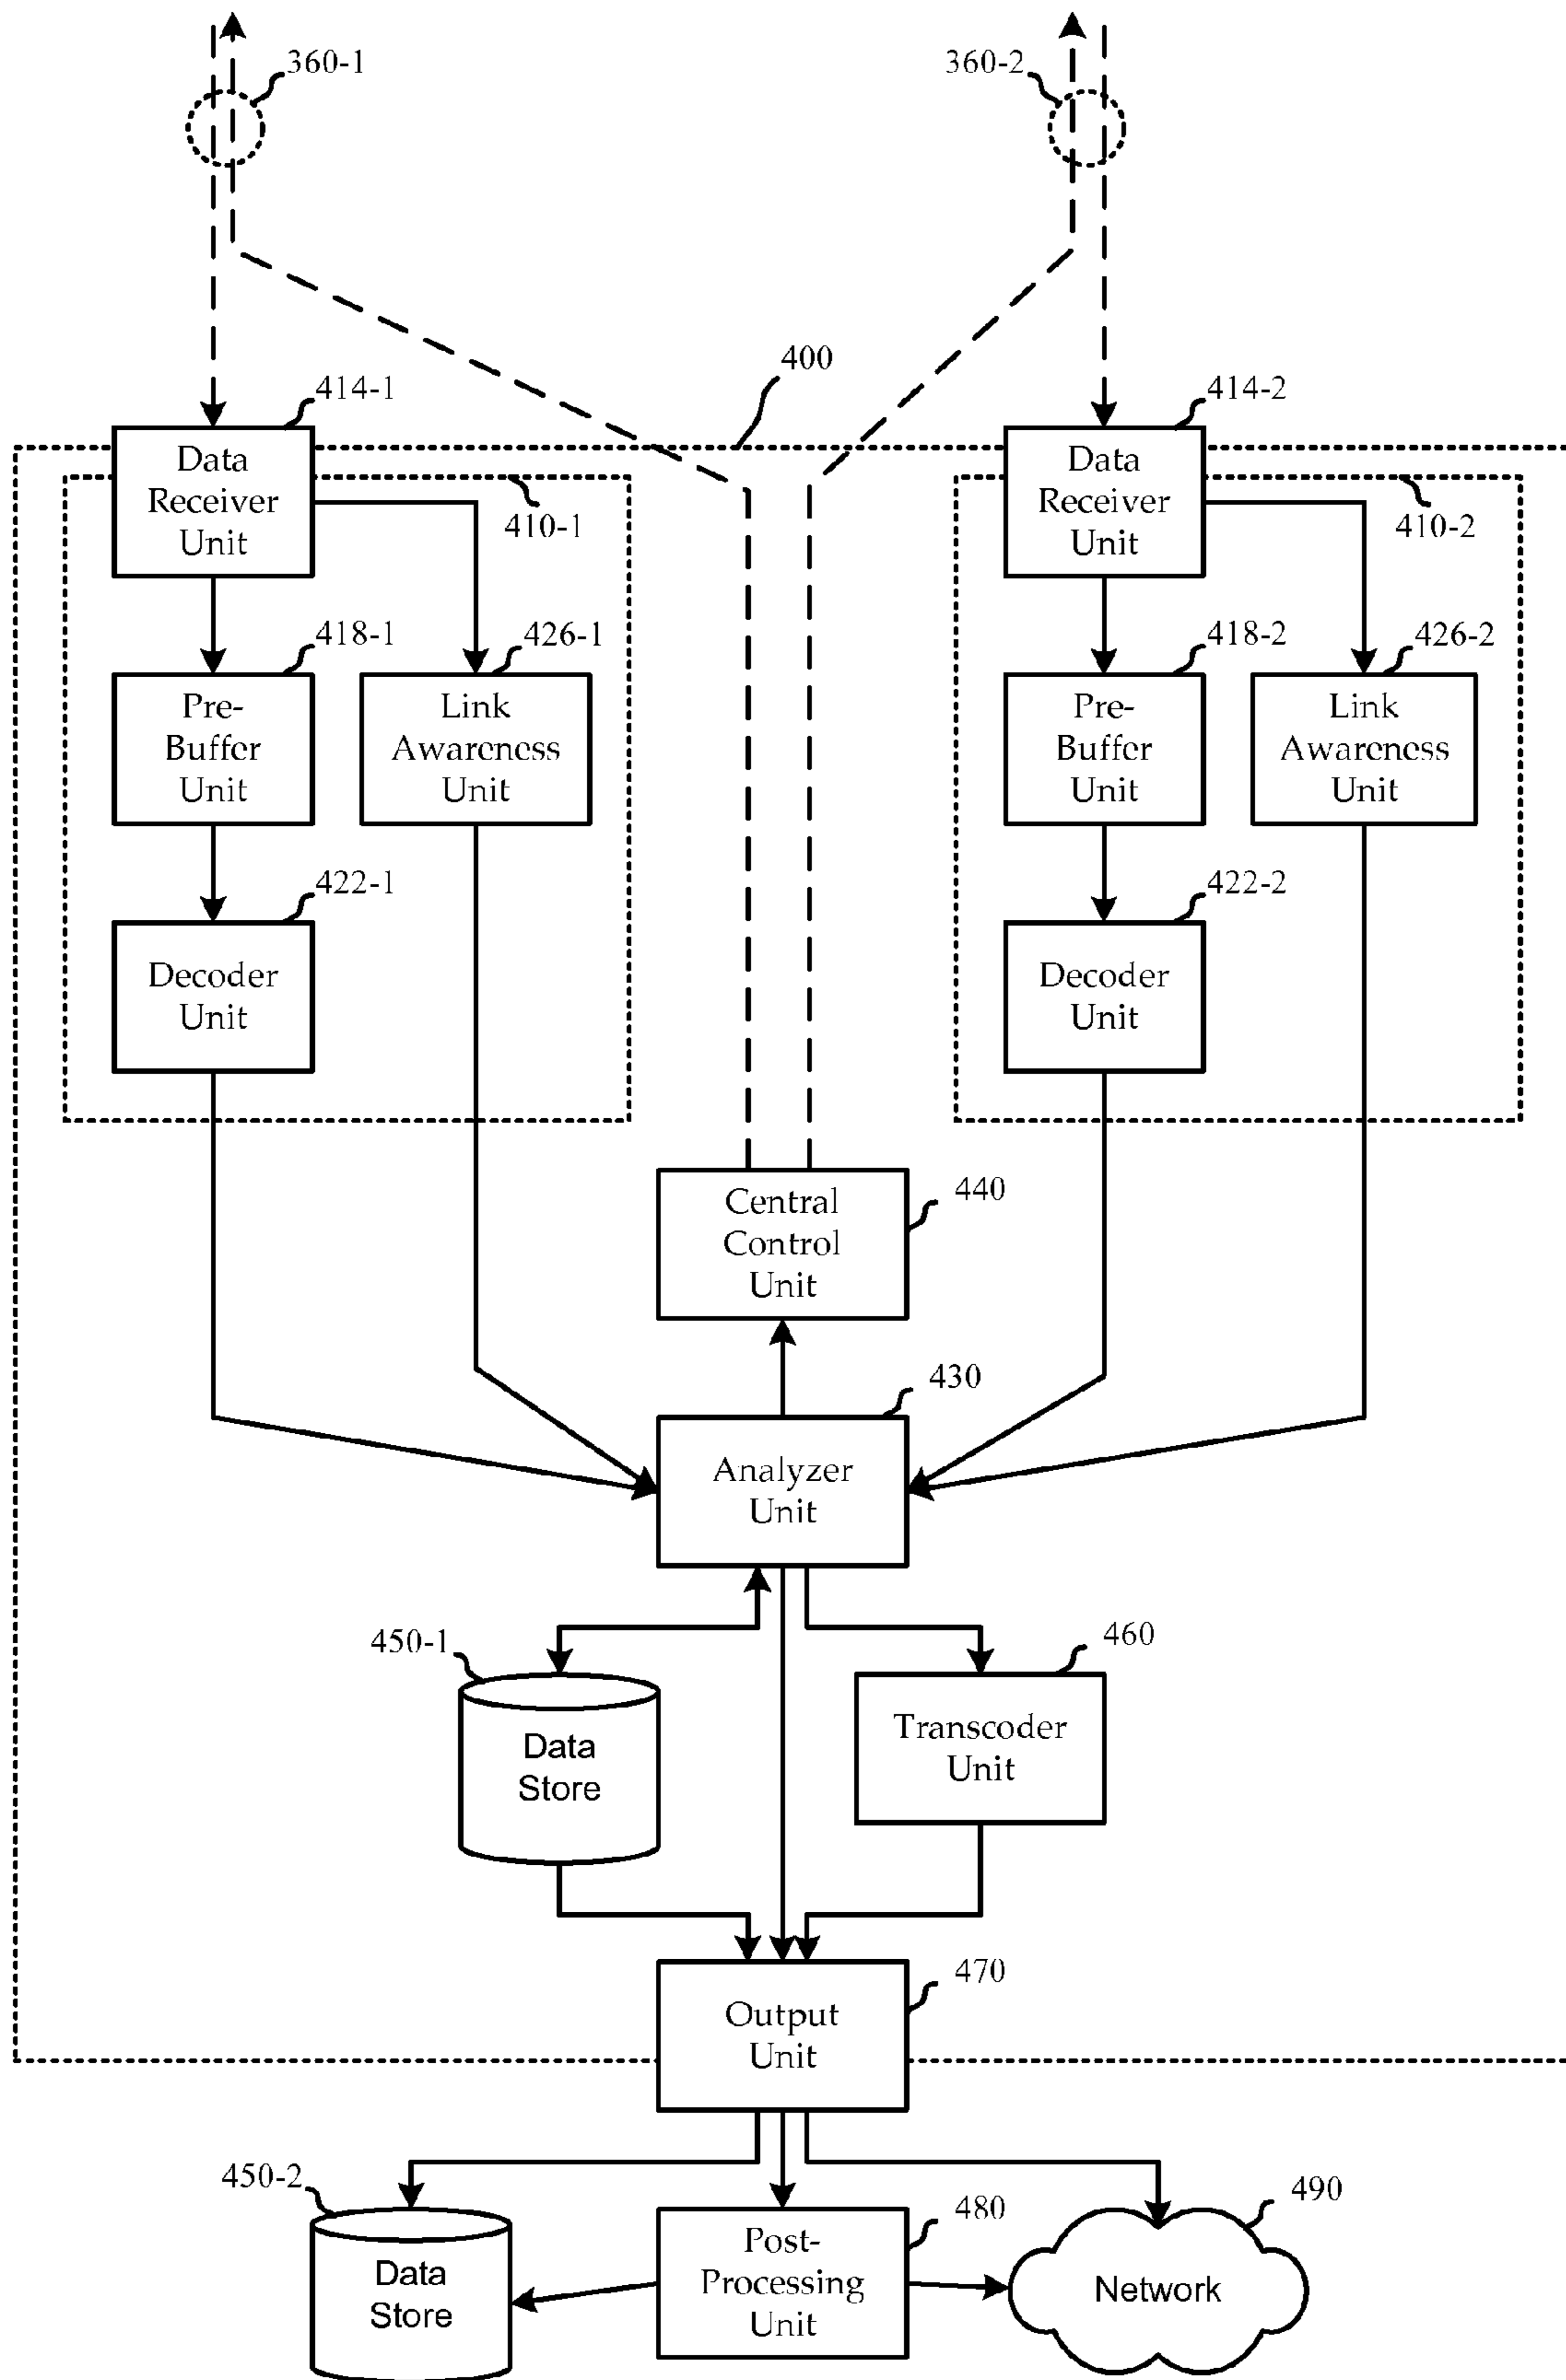 360-1
360-2
400
414-1
414-2
Data
Receiver
Unit
Data
Receiver
Unit
410-1
410-2
418-1
426-1
418-2
426-2
Pre-
Buffer
Unit
Link
Awareness
Unit
Pre-
Buffer
Unit
Link
Awareness
Unit
422-1
422-2
Decoder
Unit
Decoder
Unit
Central
Control
Unit
440
430
Analyzer
Unit
450-1
460
Data
Store
Transcoder
Unit
470
Output
Unit
450-2
480
490
Data
Store
Post-
Processing
Unit
Network